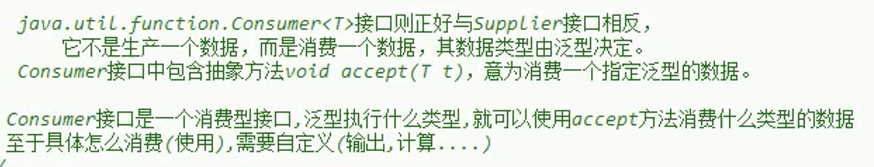 java.util.function.Consumer<T>接口则正好与Supplier接口相反，
它不是生产一个数据，而是消费一个数据，其数据类型由泛型决定。
Consumer接口中包含抽象方法void accept(T t)，意为消费一个指定泛型的数据。
Consumer接口是一个消费型接口,泛型执行什么类型,就可以使用accept方法消费什么类型的数据
至于具体怎么消费(使用),需要自定义(输出,计算....)